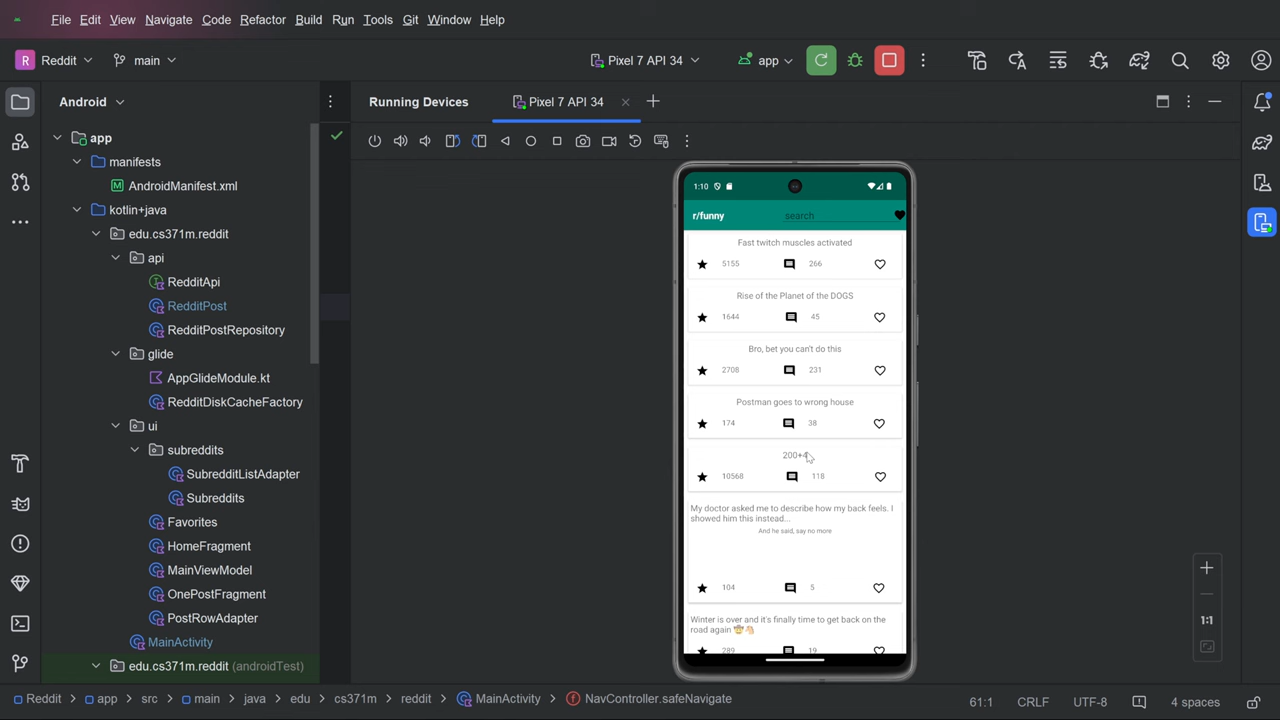 File Edit View Navigate Code Refactor Build Run Tools Git Window Help
R Reddit main Pixel 7 API 34 app
Android Running Devices Pixel 7 API 34
app
manifests
AndroidManifest.xml
kotlin+java
edu.cs371m.reddit
api
RedditApi
RedditPost
RedditPostRepository
glide
AppGlideModule.kt
RedditDiskCacheFactory
ui
subreddits
SubredditListAdapter
Subreddits
Favorites
HomeFragment
MainViewModel
OnePostFragment
PostRowAdapter
MainActivity
edu.cs371m.reddit (androidTest)
1:10
r/funny search
Fast twitch muscles activated
5155 266
Rise of the Planet of the DOGS
1644 45
Bro, bet you can't do this
2708 231
Postman goes to wrong house
174 38
200+4
10568 118
My doctor asked me to describe how my back feels. I
showed him this instead...
And he said, say no more
104 5
Winter is over and it's finally time to get back on the
road again 🤠🐴
289 19
1:1
Reddit app src main java edu cs371m reddit MainActivity NavController.safeNavigate 61:1 CRLF UTF-8 4 spaces